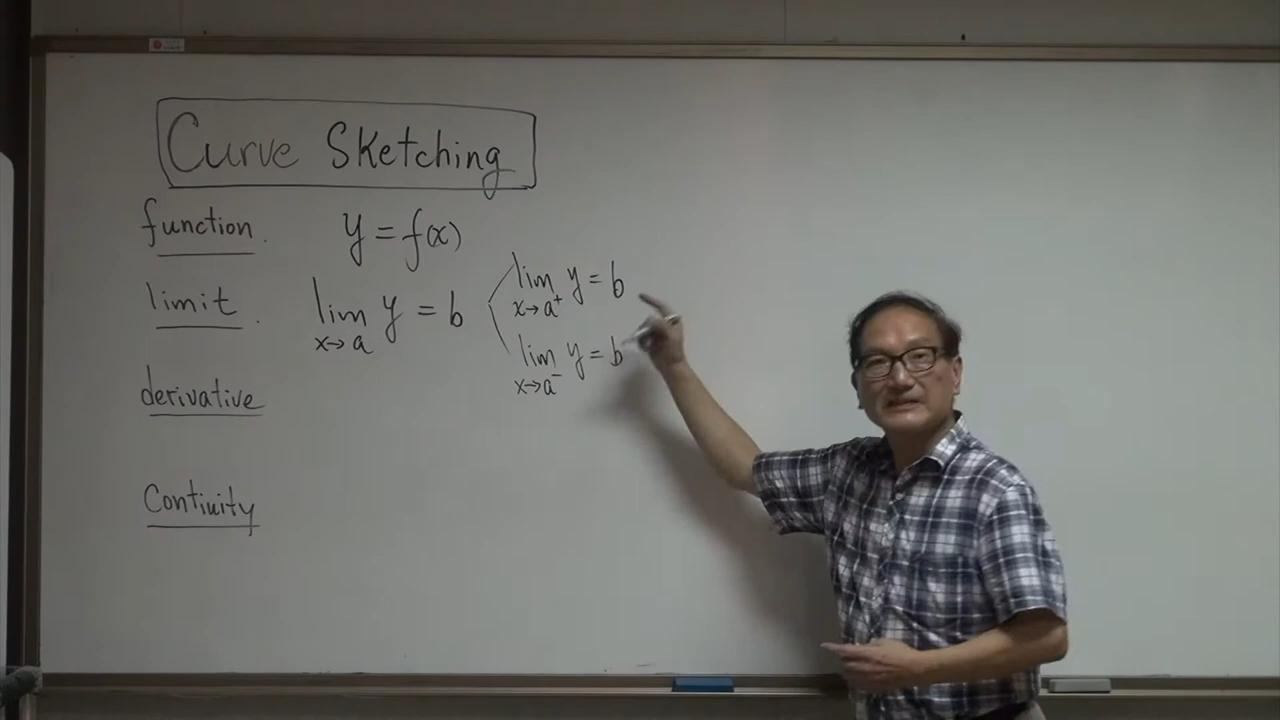 Curve Sketching
function. y = f(x)
limit. lim x→a y = b
lim x→a⁺ y = b
lim x→a⁻ y = b
derivative
Contiuity